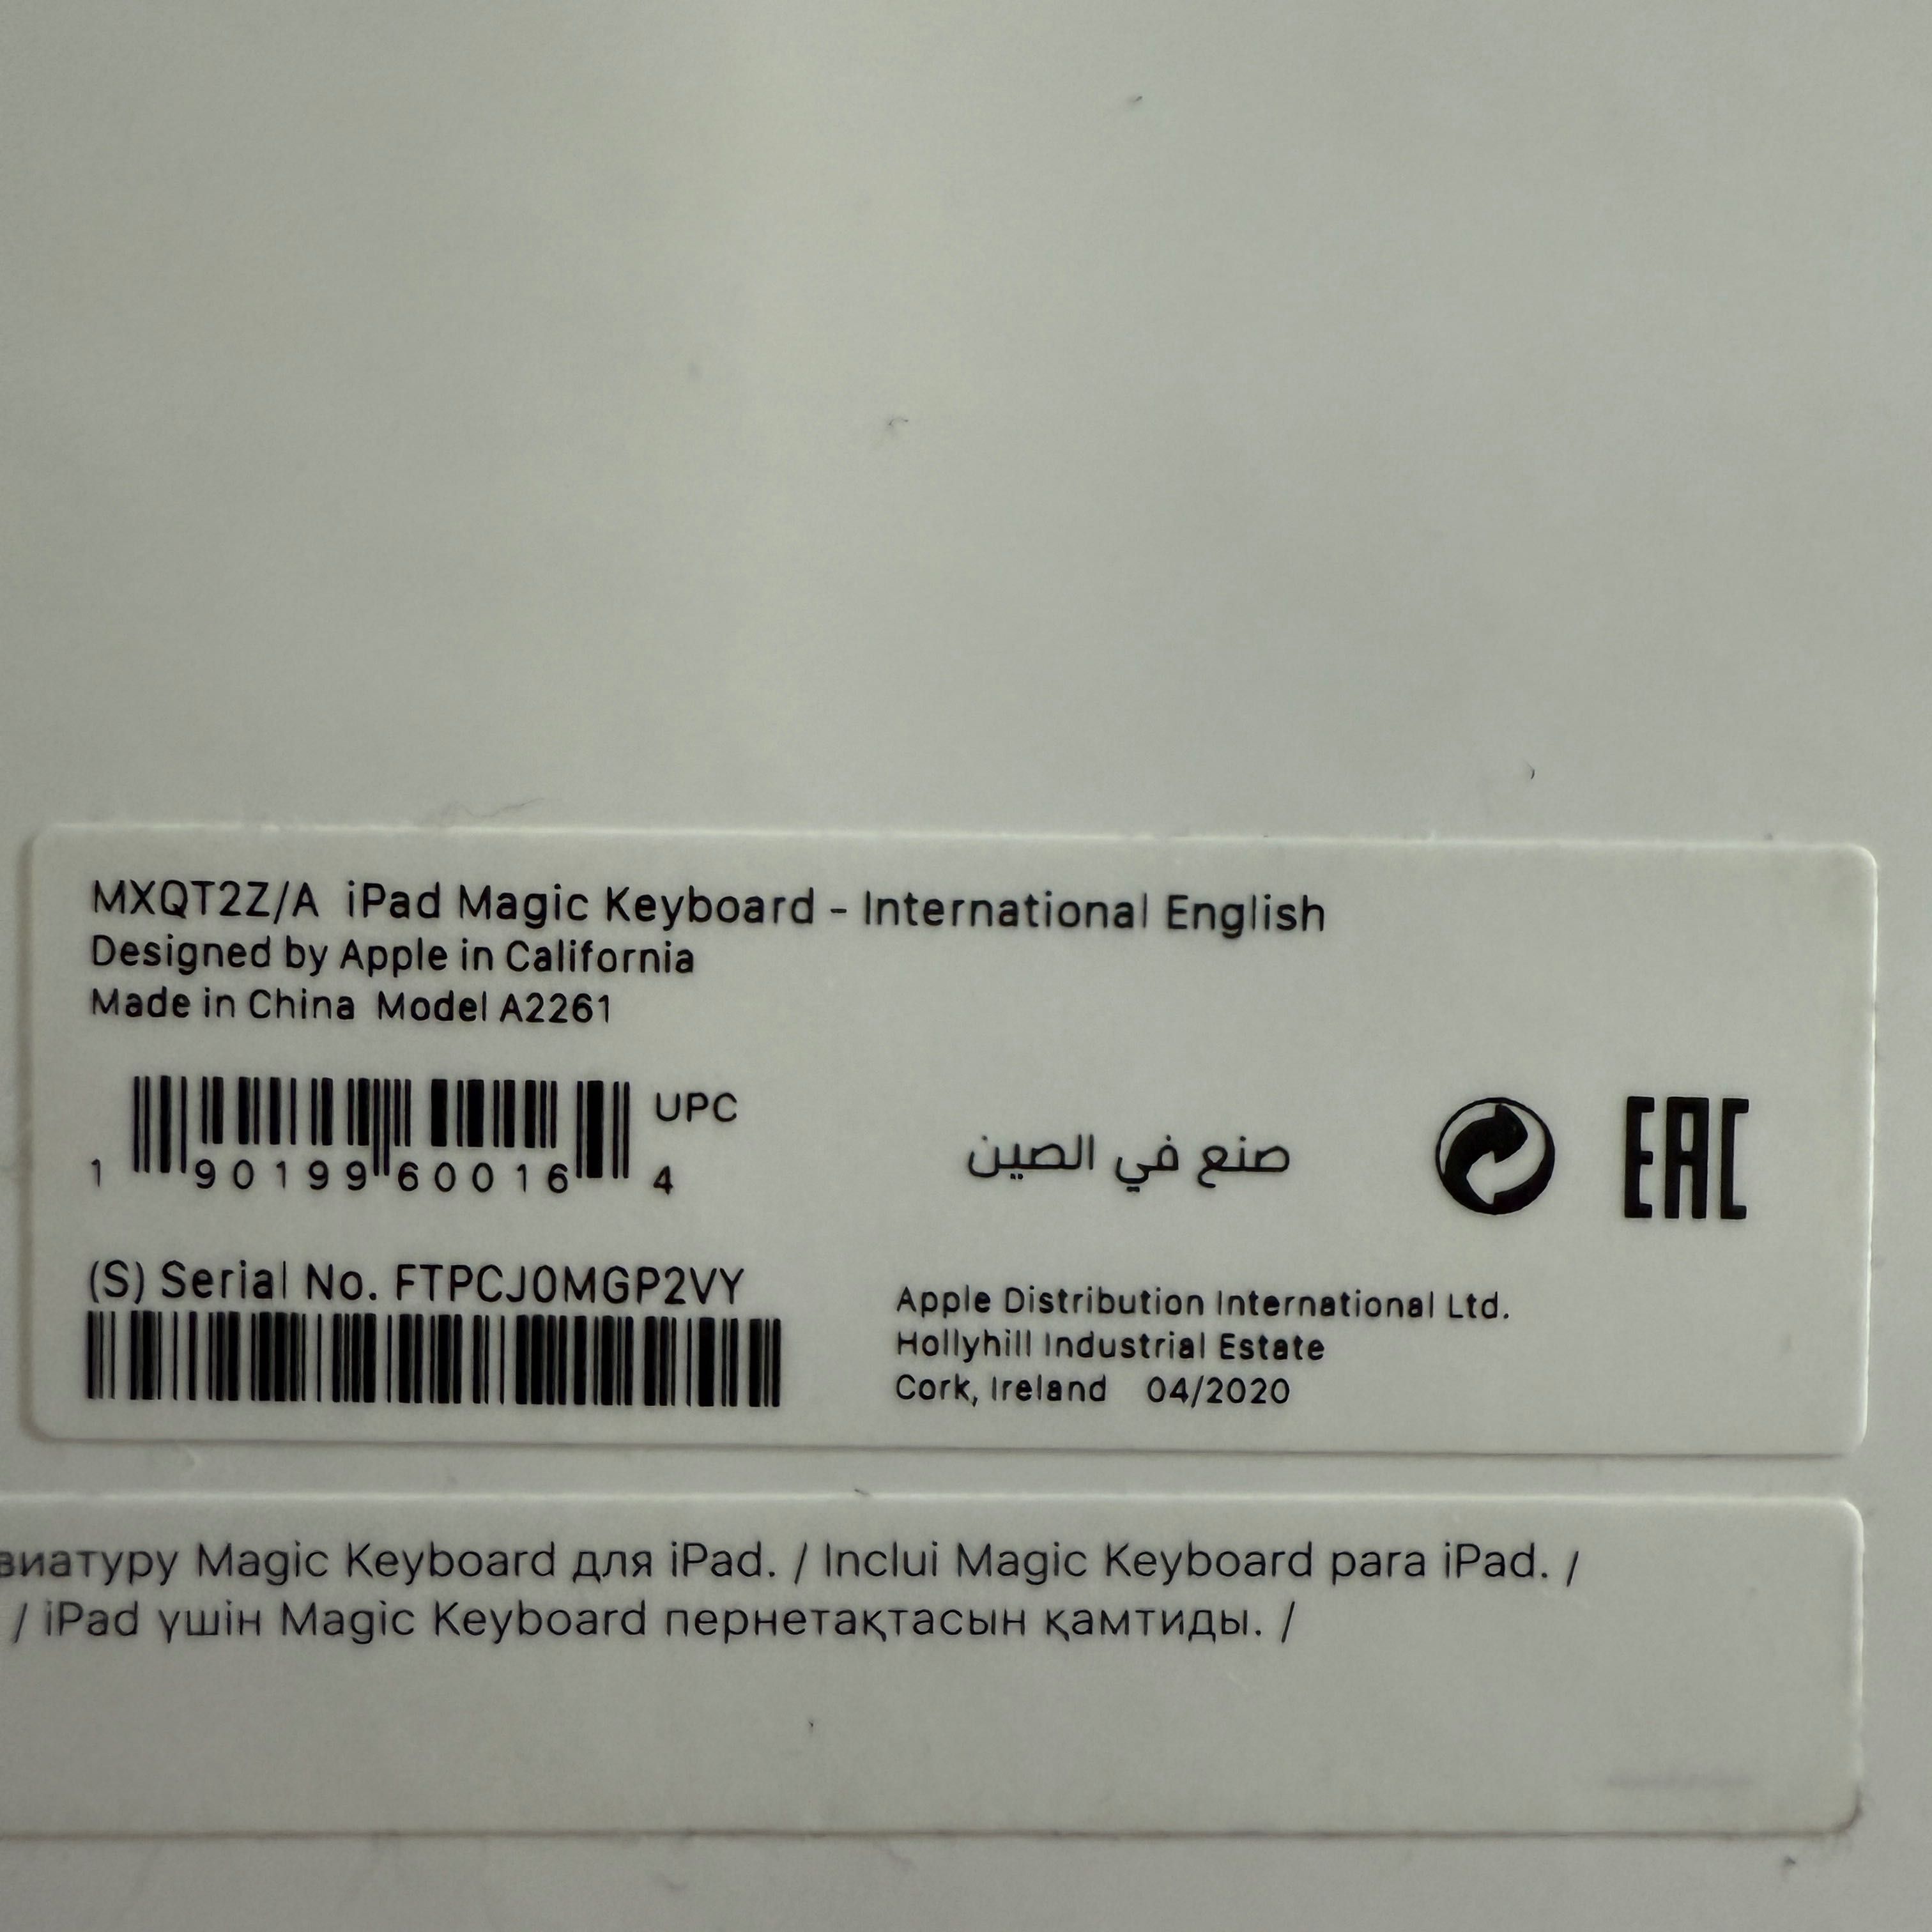 MXQT2Z/A iPad Magic Keyboard - International English
Designed by Apple in California
Made in China Model A2261
UPC
1 90199 60016 4
صنع في الصين
EAC
(S) Serial No. FTPCJ0MGP2VY
Apple Distribution International Ltd.
Hollyhill Industrial Estate
Cork, Ireland 04/2020
Magic Keyboard для iPad. / Inclui Magic Keyboard para iPad. /
/ iPad үшін Magic Keyboard пернетақтасын қамтиды. /